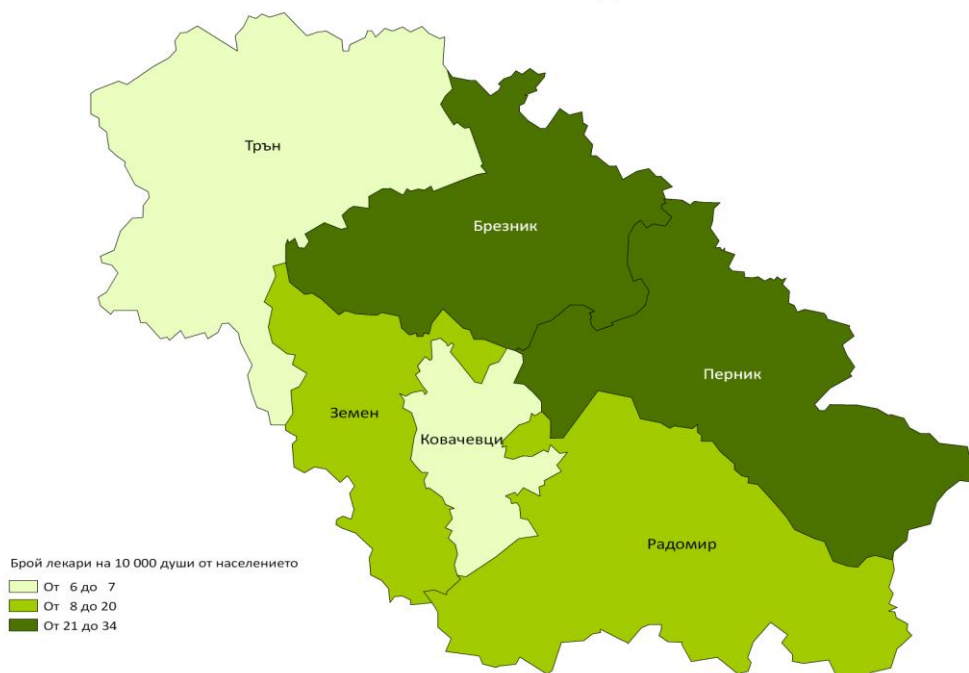 Трън
Брезник
Перник
Земен
Ковачевци
Радомир
Брой лекари на 10 000 души от населението
От 6 до 7
От 8 до 20
От 21 до 34